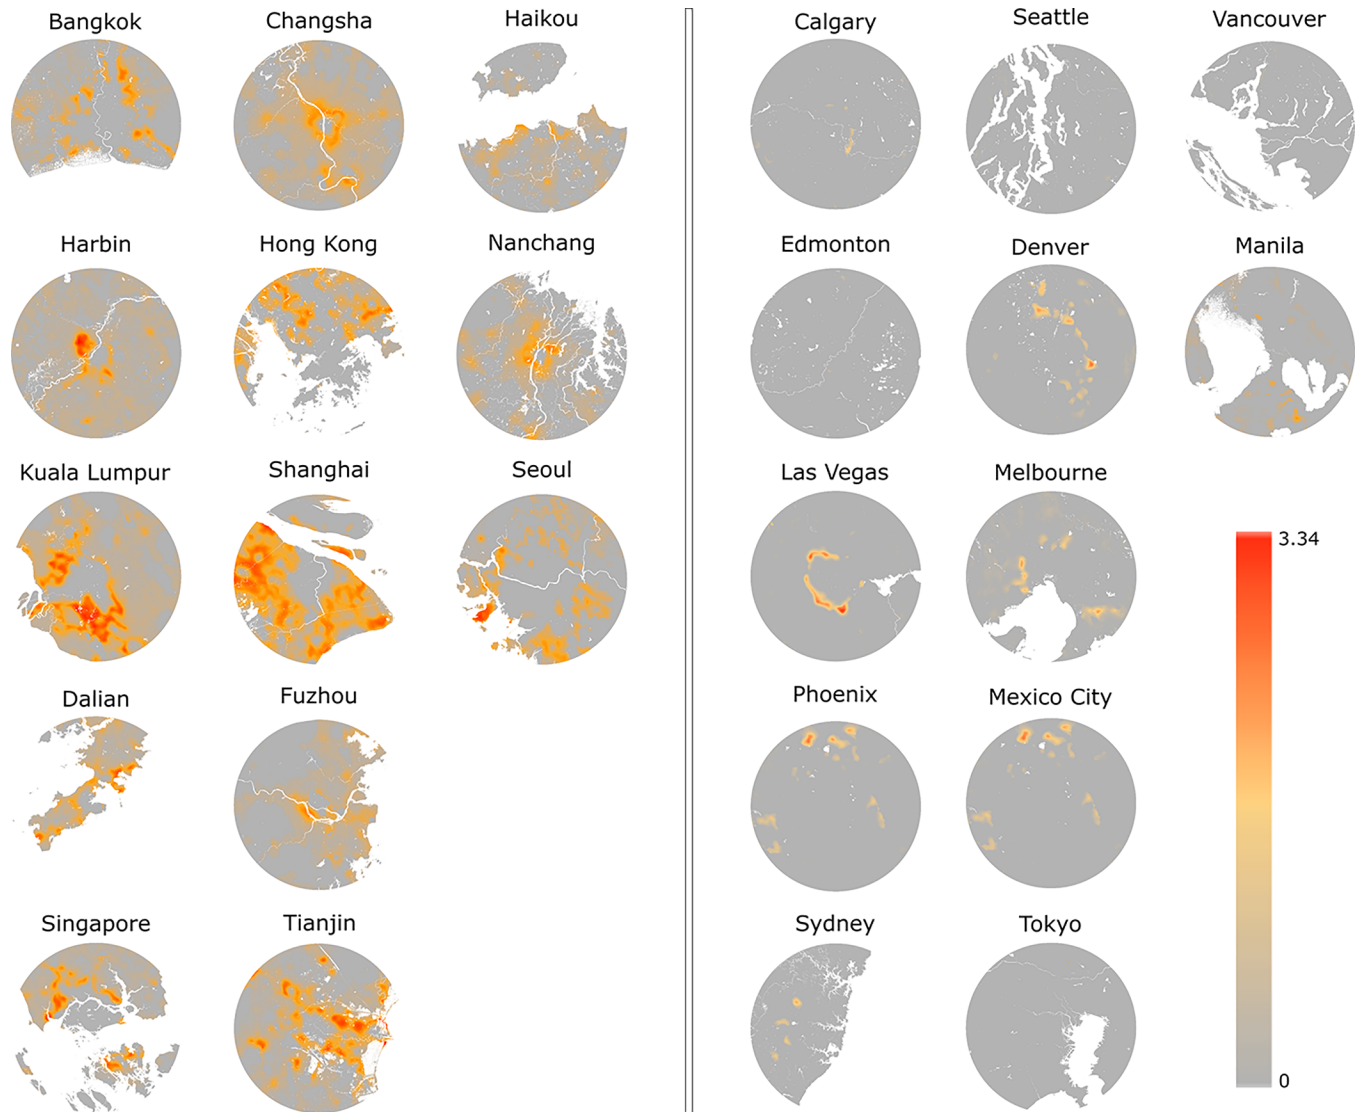 Bangkok
Changsha
Haikou
Calgary
Seattle
Vancouver
Harbin
Hong Kong
Nanchang
Edmonton
Denver
Manila
Kuala Lumpur
Shanghai
Seoul
Las Vegas
Melbourne
3.34
Dalian
Fuzhou
Phoenix
Mexico City
Singapore
Tianjin
Sydney
Tokyo
0